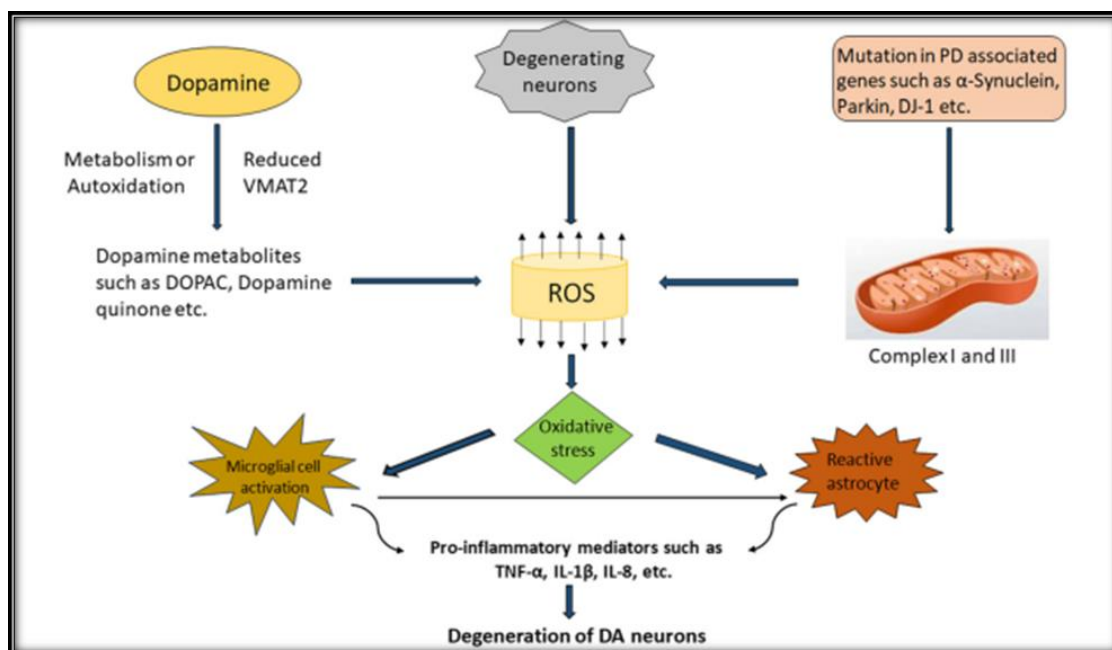 Dopamine
Degenerating
neurons
Mutation in PD associated
genes such as α-Synuclein,
Parkin, DJ-1 etc.
Metabolism or
Autoxidation
Reduced
VMAT2
Dopamine metabolites
such as DOPAC, Dopamine
quinone etc.
ROS
Complex I and III
Oxidative
stress
Microglial cell
activation
Reactive
astrocyte
Pro-inflammatory mediators such as
TNF-α, IL-1β, IL-8, etc.
Degeneration of DA neurons